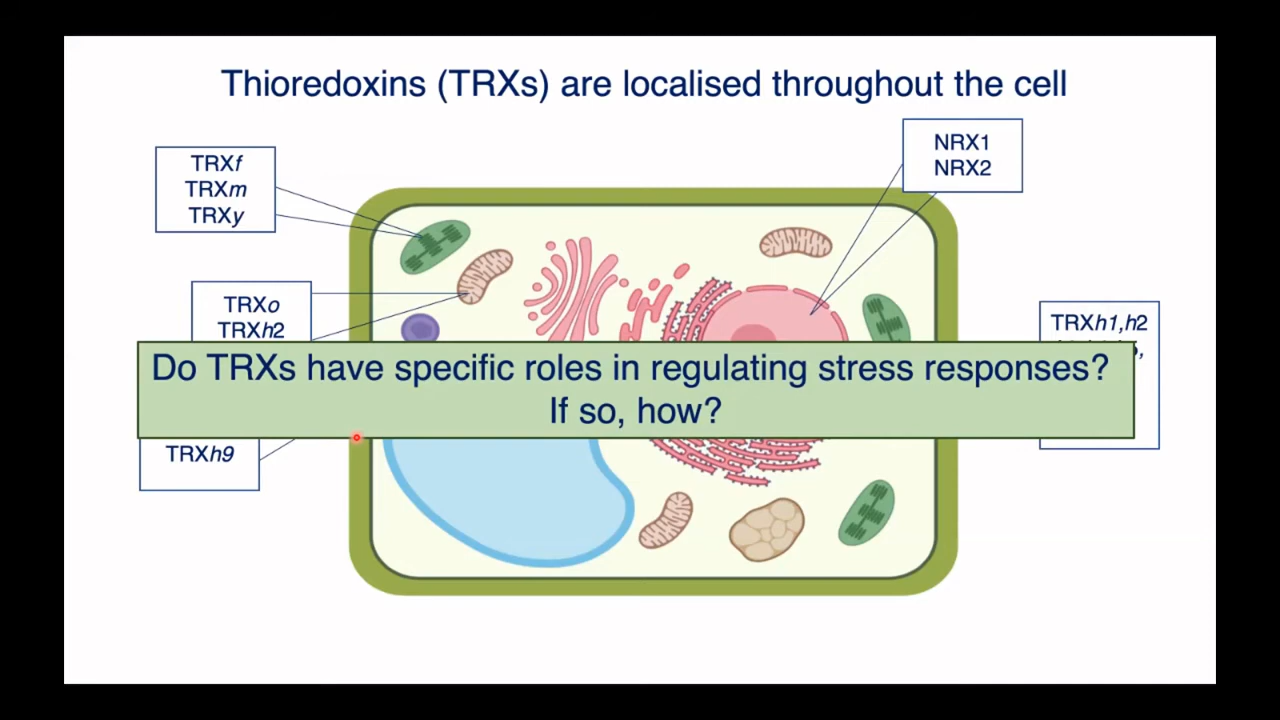 Thioredoxins (TRXs) are localised throughout the cell
TRXf
TRXm
TRXy
NRX1
NRX2
TRXo
TRXh2
TRXh1,h2
Do TRXs have specific roles in regulating stress responses?
If so, how?
TRXh9